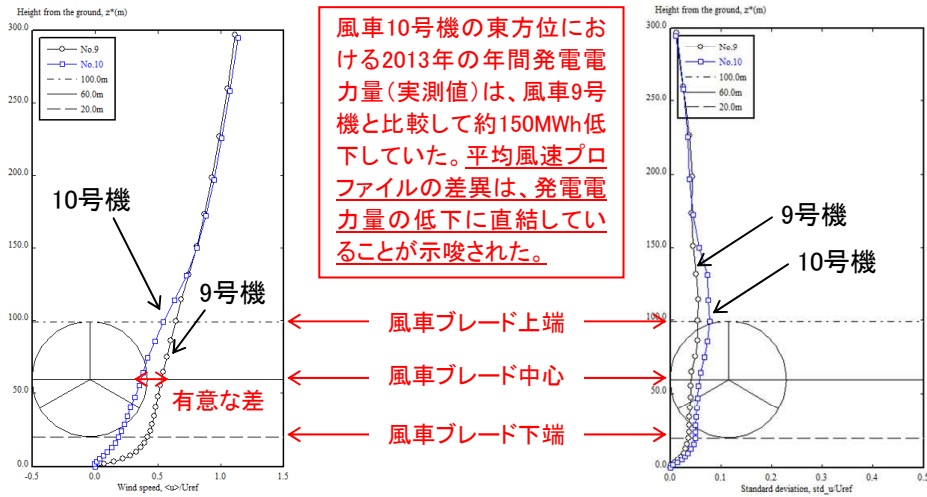 Height from the ground, z*(m)
300.0
250.0
200.0
150.0
100.0
50.0
0.0
No.9
No.10
100.0m
60.0m
20.0m
10号機
9号機
有意な差
-0.5
0.0
0.5
1.0
1.5
Wind speed, <u>/Uref
風車10号機の東方位にお
ける2013年の年間発電電
力量(実測値)は、風車9号
機と比較して約150MWh低
下していた。平均風速プロ
ファイルの差異は、発電電
力量の低下に直結してい
ることが示唆された。
風車ブレード上端
風車ブレード中心
風車ブレード下端
Height from the ground, z*(m)
300.0
250.0
200.0
150.0
100.0
50.0
0.0
No.9
No.10
100.0m
60.0m
20.0m
9号機
10号機
0.0
0.1
0.2
0.3
0.4
0.5
Standard deviation, std_u/Uref